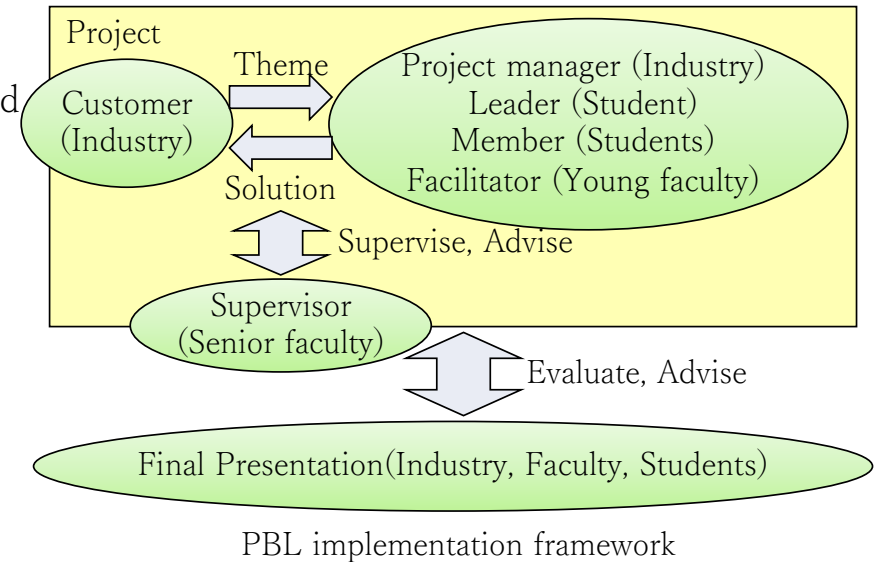 Project
Theme
d
Customer
(Industry)
Project manager (Industry)
Leader (Student)
Member (Students)
Facilitator (Young faculty)
Solution
Supervise, Advise
Supervisor
(Senior faculty)
Evaluate, Advise
Final Presentation(Industry, Faculty, Students)
PBL implementation framework